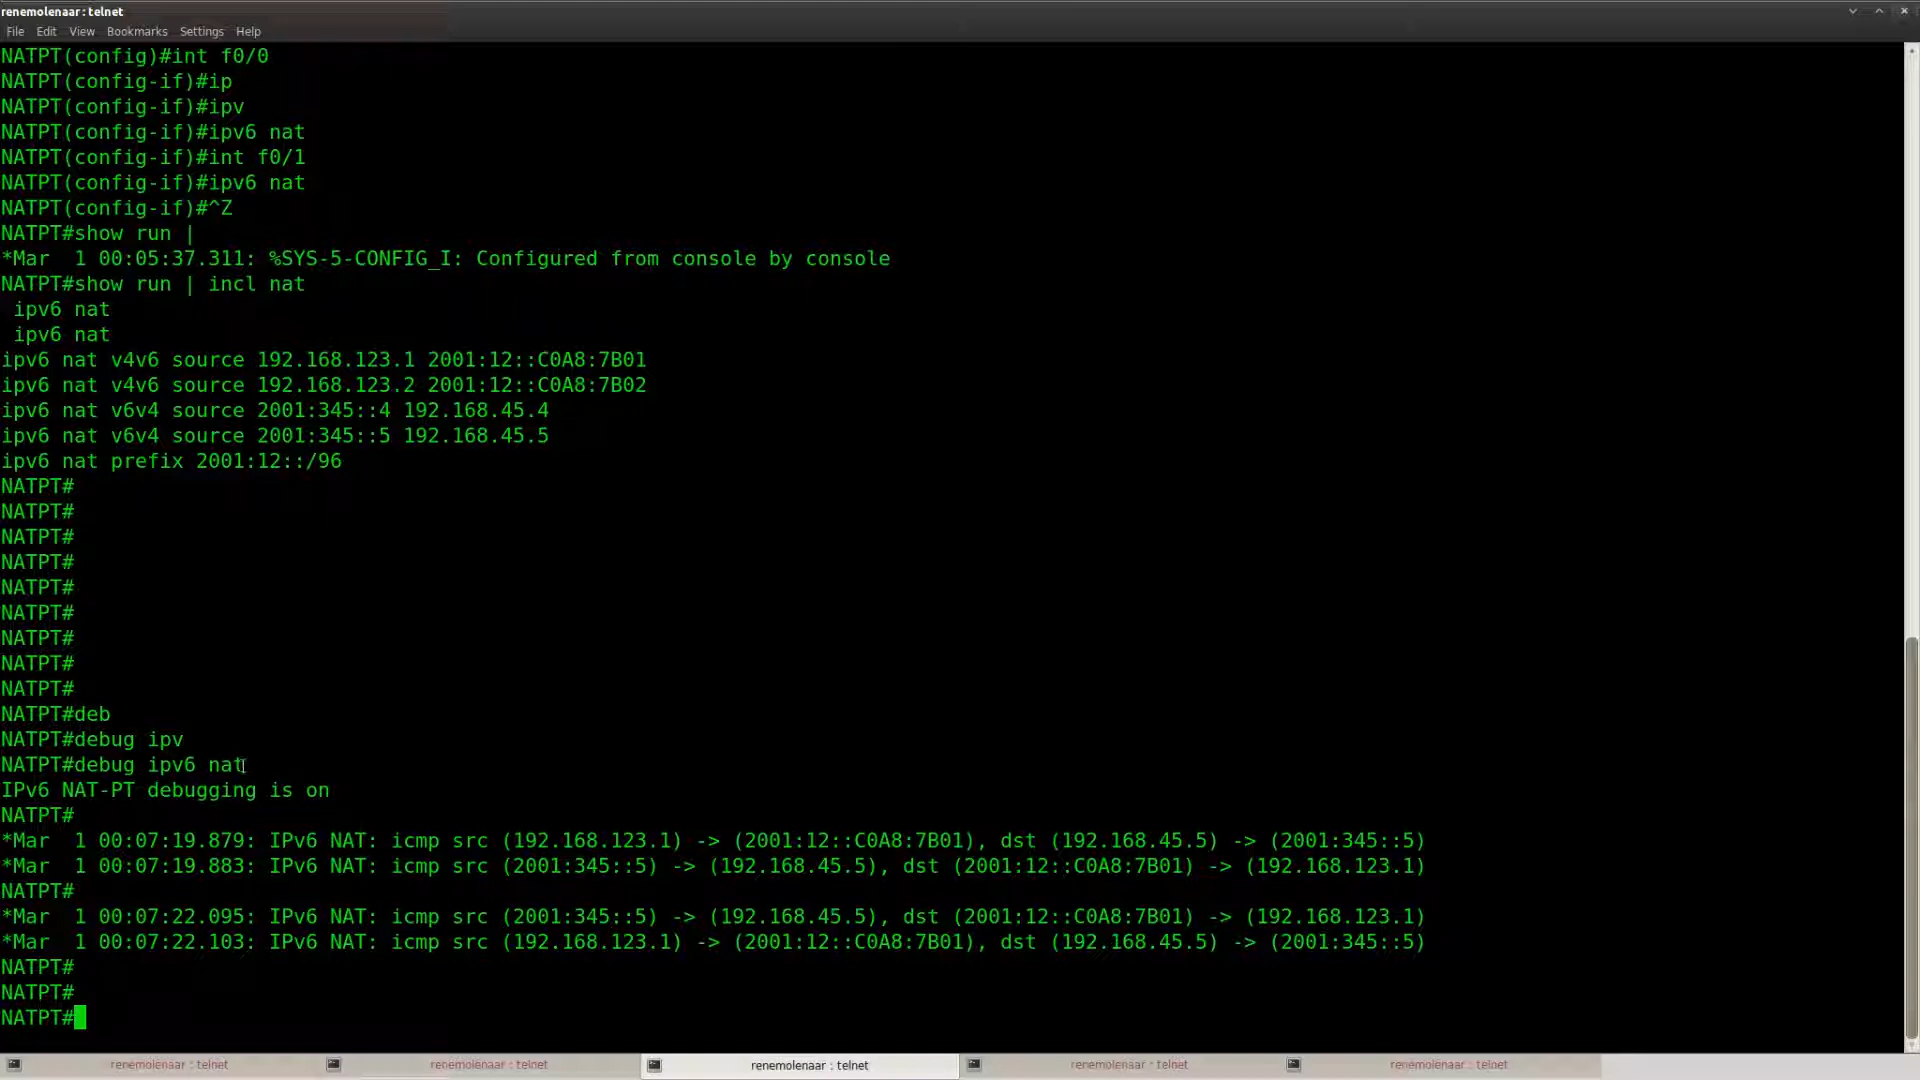 renemolenaar:telnet
File Edit View Bookmarks Settings Help
NATPT(config)#int f0/0
NATPT(config-if)#ip
NATPT(config-if)#ipv
NATPT(config-if)#ipv6 nat
NATPT(config-if)#int f0/1
NATPT(config-if)#ipv6 nat
NATPT(config-if)#^Z
NATPT#show run |
*Mar  1 00:05:37.311: %SYS-5-CONFIG_I: Configured from console by console
NATPT#show run | incl nat
 ipv6 nat
 ipv6 nat
ipv6 nat v4v6 source 192.168.123.1 2001:12::C0A8:7B01
ipv6 nat v4v6 source 192.168.123.2 2001:12::C0A8:7B02
ipv6 nat v6v4 source 2001:345::4 192.168.45.4
ipv6 nat v6v4 source 2001:345::5 192.168.45.5
ipv6 nat prefix 2001:12::/96
NATPT#
NATPT#
NATPT#
NATPT#
NATPT#
NATPT#
NATPT#
NATPT#
NATPT#
NATPT#deb
NATPT#debug ipv
NATPT#debug ipv6 nat
IPv6 NAT-PT debugging is on
NATPT#
*Mar  1 00:07:19.879: IPv6 NAT: icmp src (192.168.123.1) -> (2001:12::C0A8:7B01), dst (192.168.45.5) -> (2001:345::5)
*Mar  1 00:07:19.883: IPv6 NAT: icmp src (2001:345::5) -> (192.168.45.5), dst (2001:12::C0A8:7B01) -> (192.168.123.1)
NATPT#
*Mar  1 00:07:22.095: IPv6 NAT: icmp src (2001:345::5) -> (192.168.45.5), dst (2001:12::C0A8:7B01) -> (192.168.123.1)
*Mar  1 00:07:22.103: IPv6 NAT: icmp src (192.168.123.1) -> (2001:12::C0A8:7B01), dst (192.168.45.5) -> (2001:345::5)
NATPT#
NATPT#
NATPT#
renemolenaar : telnet renemolenaar : telnet renemolenaar : telnet renemolenaar : telnet renemolenaar : telnet